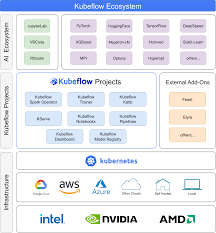 Kubeflow Ecosystem
AI Ecosystem
JupyterLab
VSCode
RStudio
PyTorch
HuggingFace
TensorFlow
DeepSpeed
XGBoost
Megatron-LM
Horovod
Scikit-Learn
MPI
Optuna
Hyperopt
others...
Kubeflow Projects
Kubeflow Projects
Kubeflow
Spark Operator
Kubeflow
Trainer
Kubeflow
Katib
KServe
Kubeflow
Notebooks
Kubeflow
Pipelines
Kubeflow
Dashboard
Kubeflow
Model Registry
External Add-Ons
Feast
Elyra
others...
Infrastructure
kubernetes
Google Cloud
aws
Azure
Other Clouds
Self-hosted
Local
intel.
NVIDIA
AMD